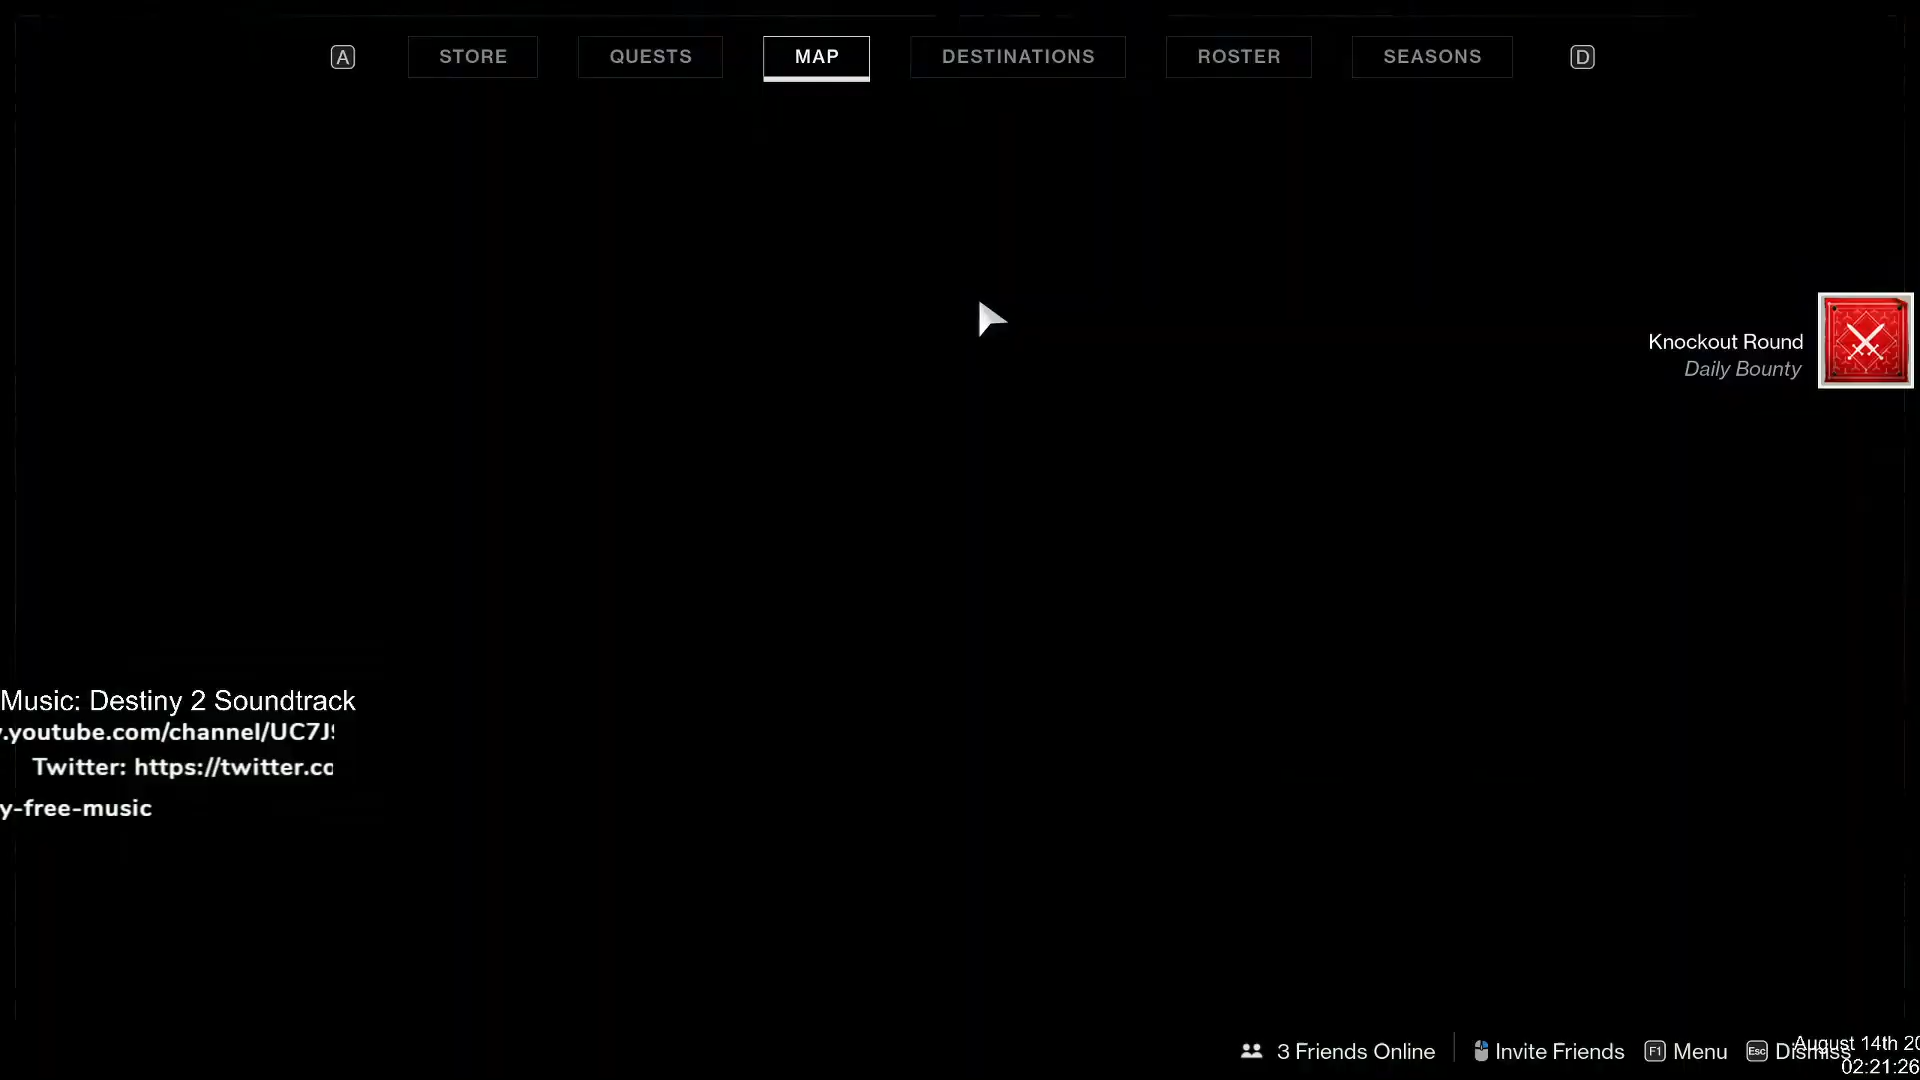 A STORE QUESTS MAP DESTINATIONS ROSTER SEASONS D
Knockout Round
Daily Bounty
Music: Destiny 2 Soundtrack
.youtube.com/channel/UC7J
Twitter: https://twitter.co
y-free-music
3 Friends Online Invite Friends F1 Menu Esc Dismiss
August 14th 20
02:21:26